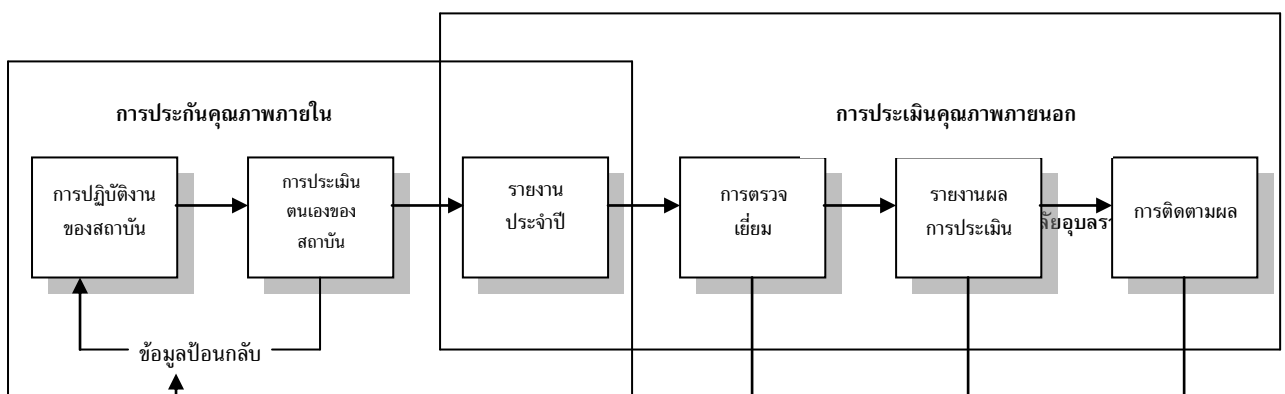 การประกันคุณภาพภายใน
การประเมินคุณภาพภายนอก
การปฏิบัติงาน
ของสถาบัน
การประเมิน
ตนเองของ
สถาบัน
รายงาน
ประจำปี
การตรวจ
เยี่ยม
รายงานผล
การประเมิน
การติดตามผล
ข้อมูลป้อนกลับ